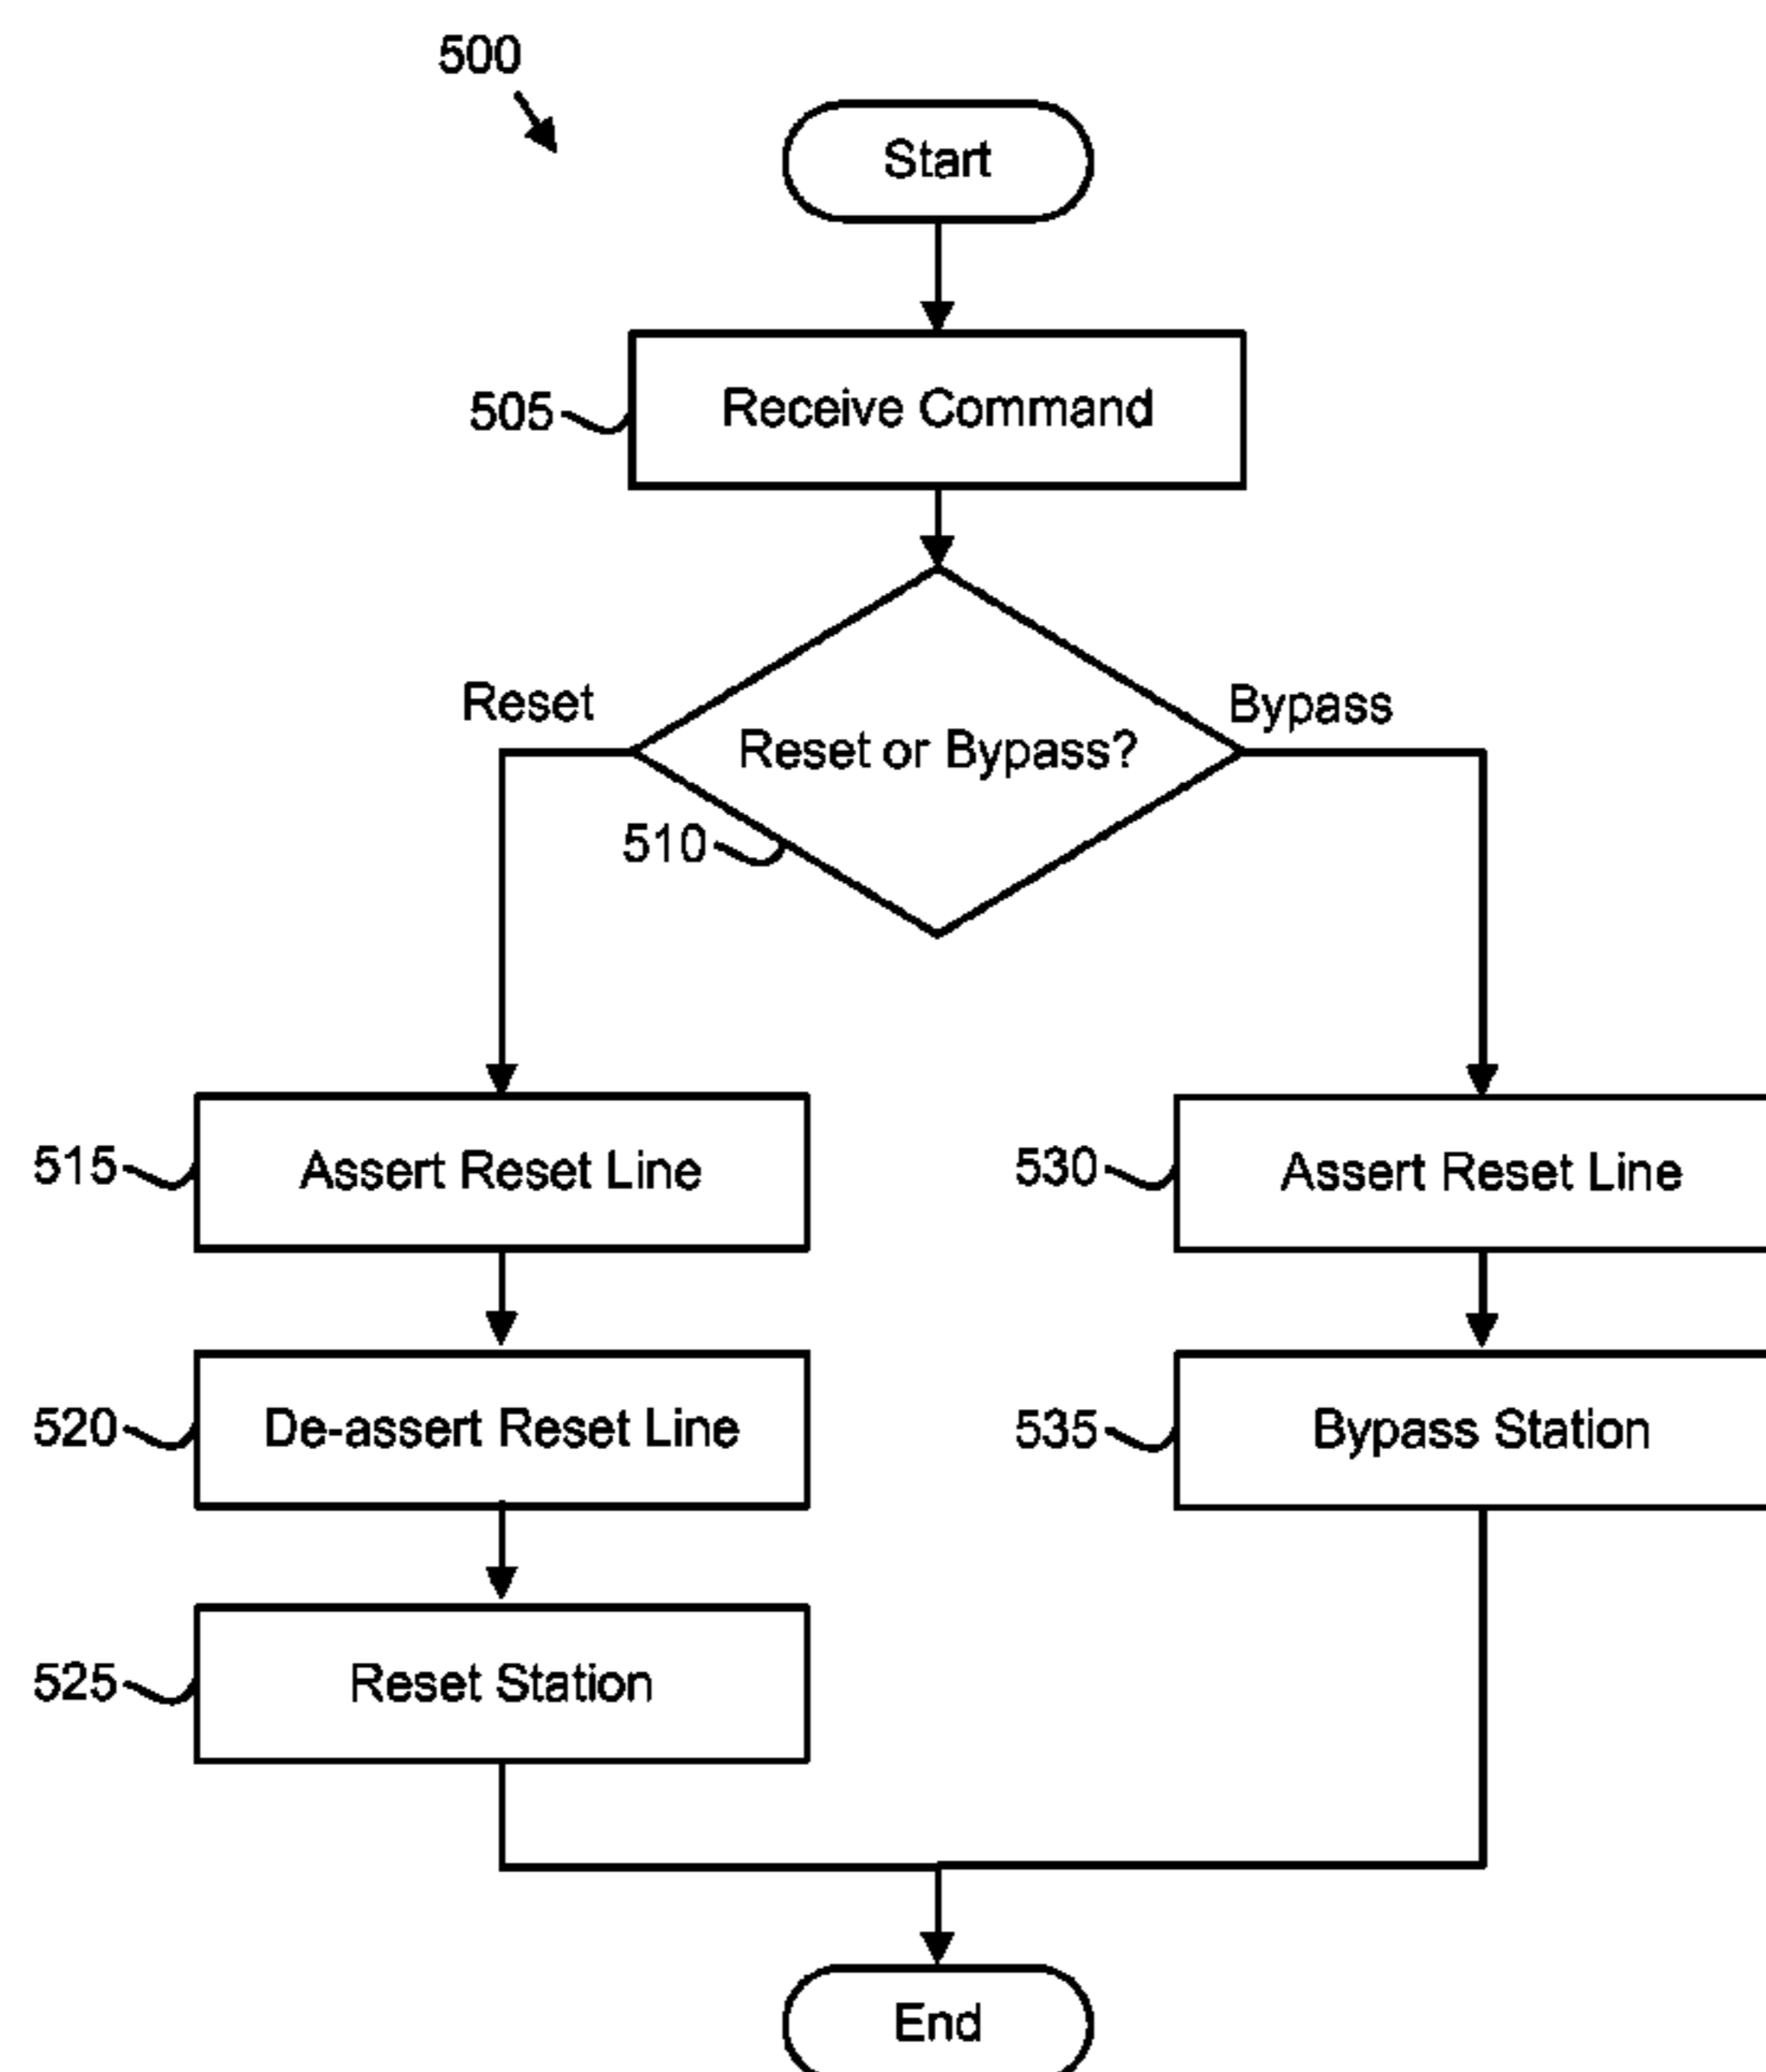 500
Start
505
Receive Command
Reset
Bypass
Reset or Bypass?
510
515
Assert Reset Line
530
Assert Reset Line
520
De-assert Reset Line
535
Bypass Station
525
Reset Station
End